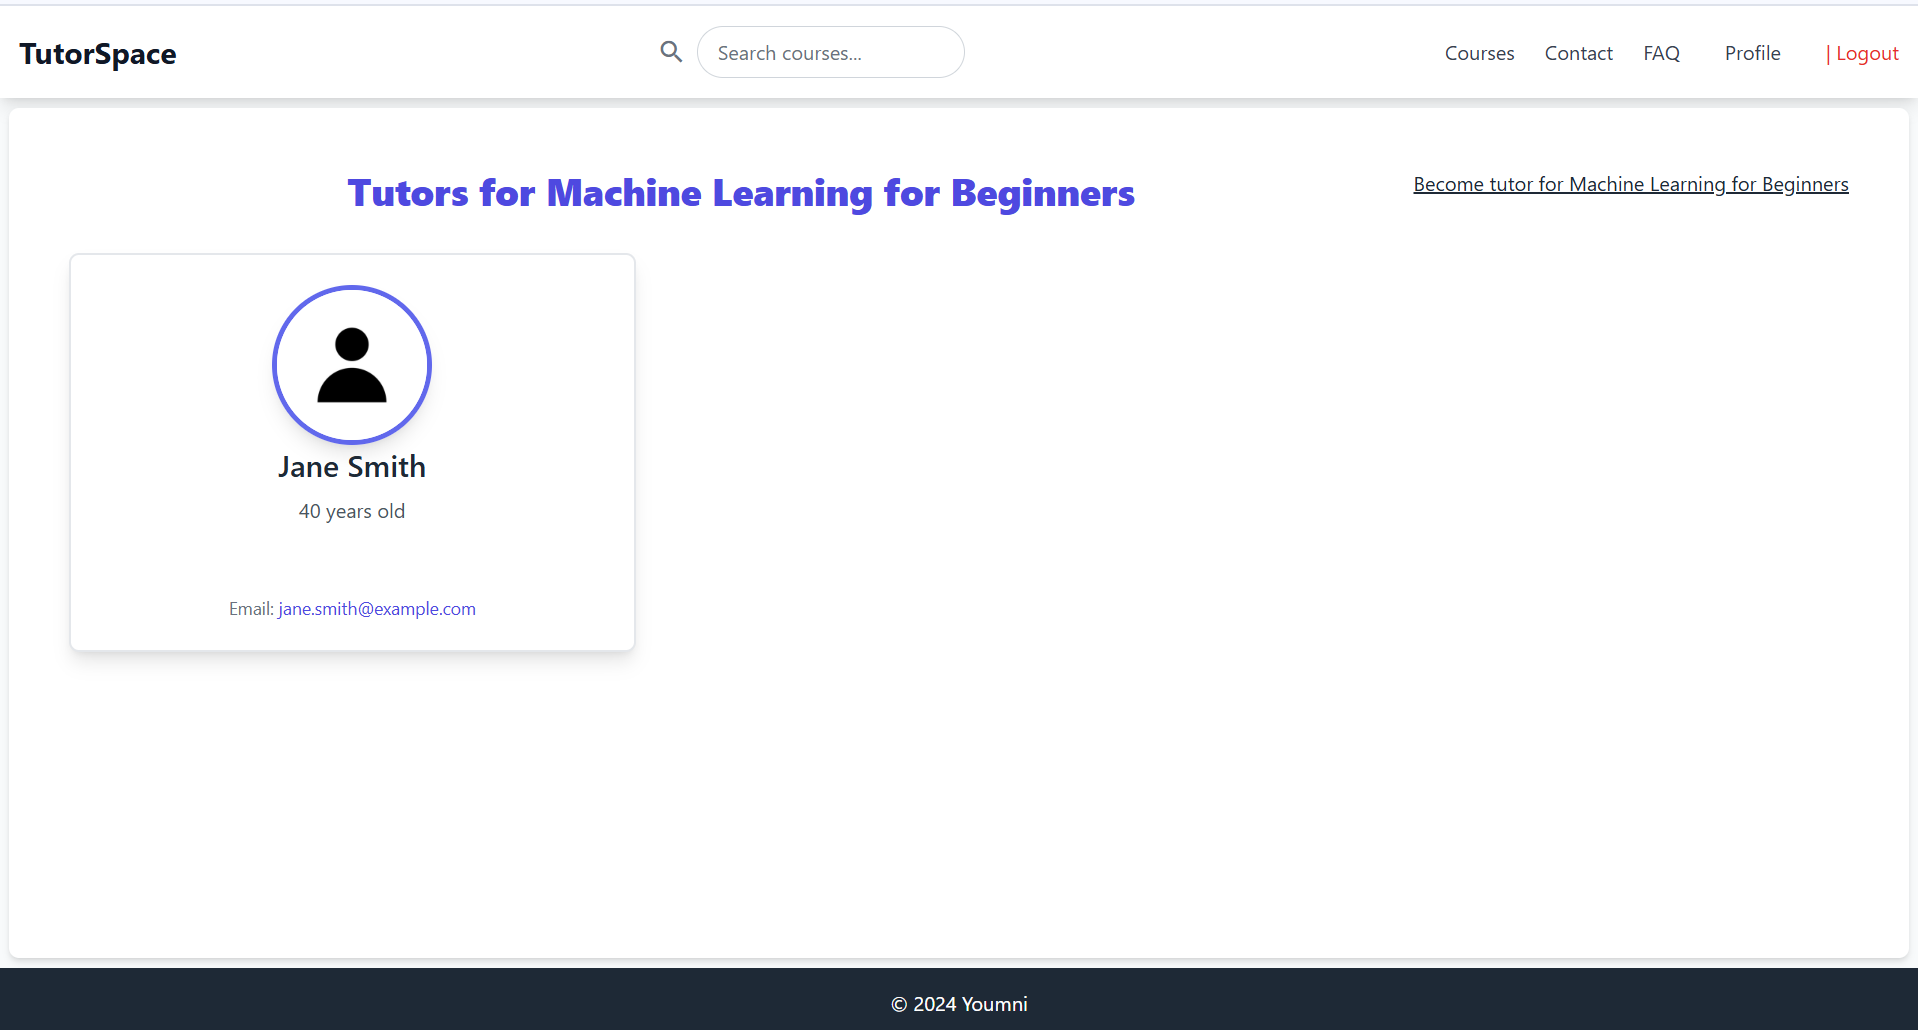 TutorSpace
Search courses...
Courses Contact FAQ Profile | Logout
Tutors for Machine Learning for Beginners
Become tutor for Machine Learning for Beginners
Jane Smith
40 years old
Email: jane.smith@example.com
© 2024 Youmni